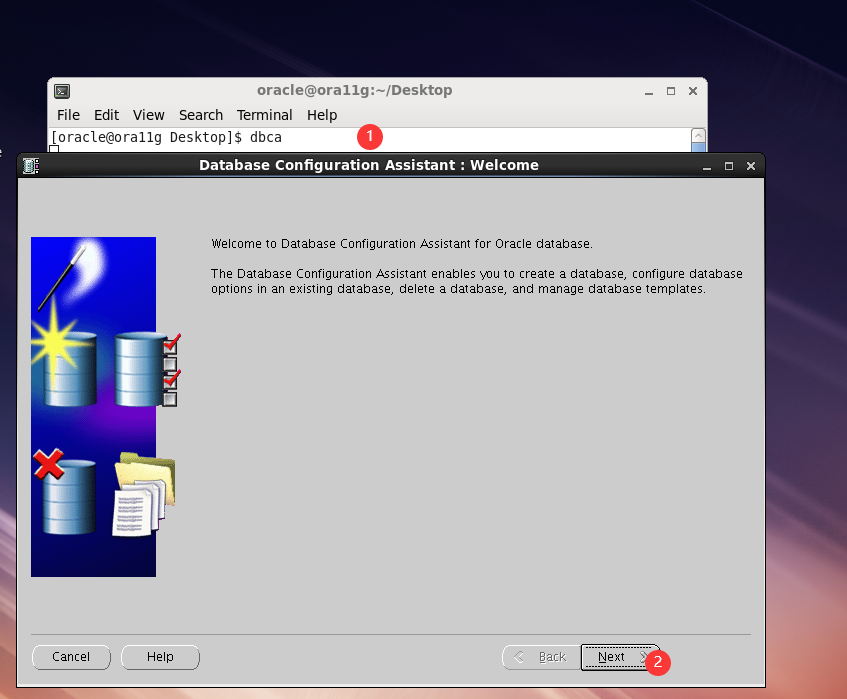 oracle@ora11g:~/Desktop
File Edit View Search Terminal Help
[oracle@ora11g Desktop]$ dbca
1
Database Configuration Assistant : Welcome
Welcome to Database Configuration Assistant for Oracle database.
The Database Configuration Assistant enables you to create a database, configure database
options in an existing database, delete a database, and manage database templates.
Cancel Help Back Next 2